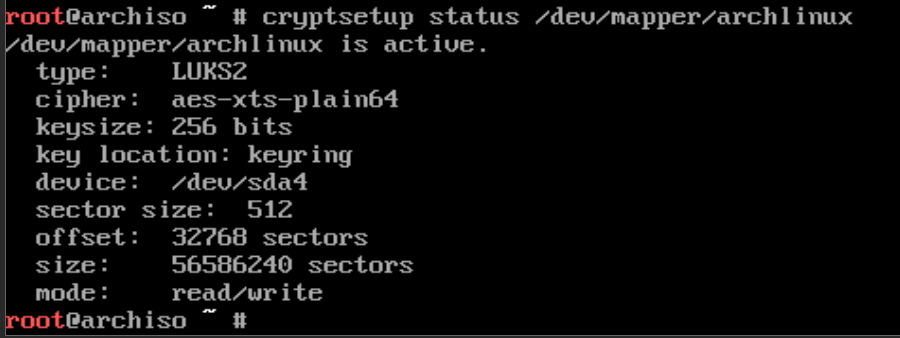 root@archiso ~ # cryptsetup status /dev/mapper/archlinux
/dev/mapper/archlinux is active.
  type:    LUKS2
  cipher:  aes-xts-plain64
  keysize: 256 bits
  key location: keyring
  device:  /dev/sda4
  sector size:  512
  offset:  32768 sectors
  size:    56586240 sectors
  mode:    read/write
root@archiso ~ #